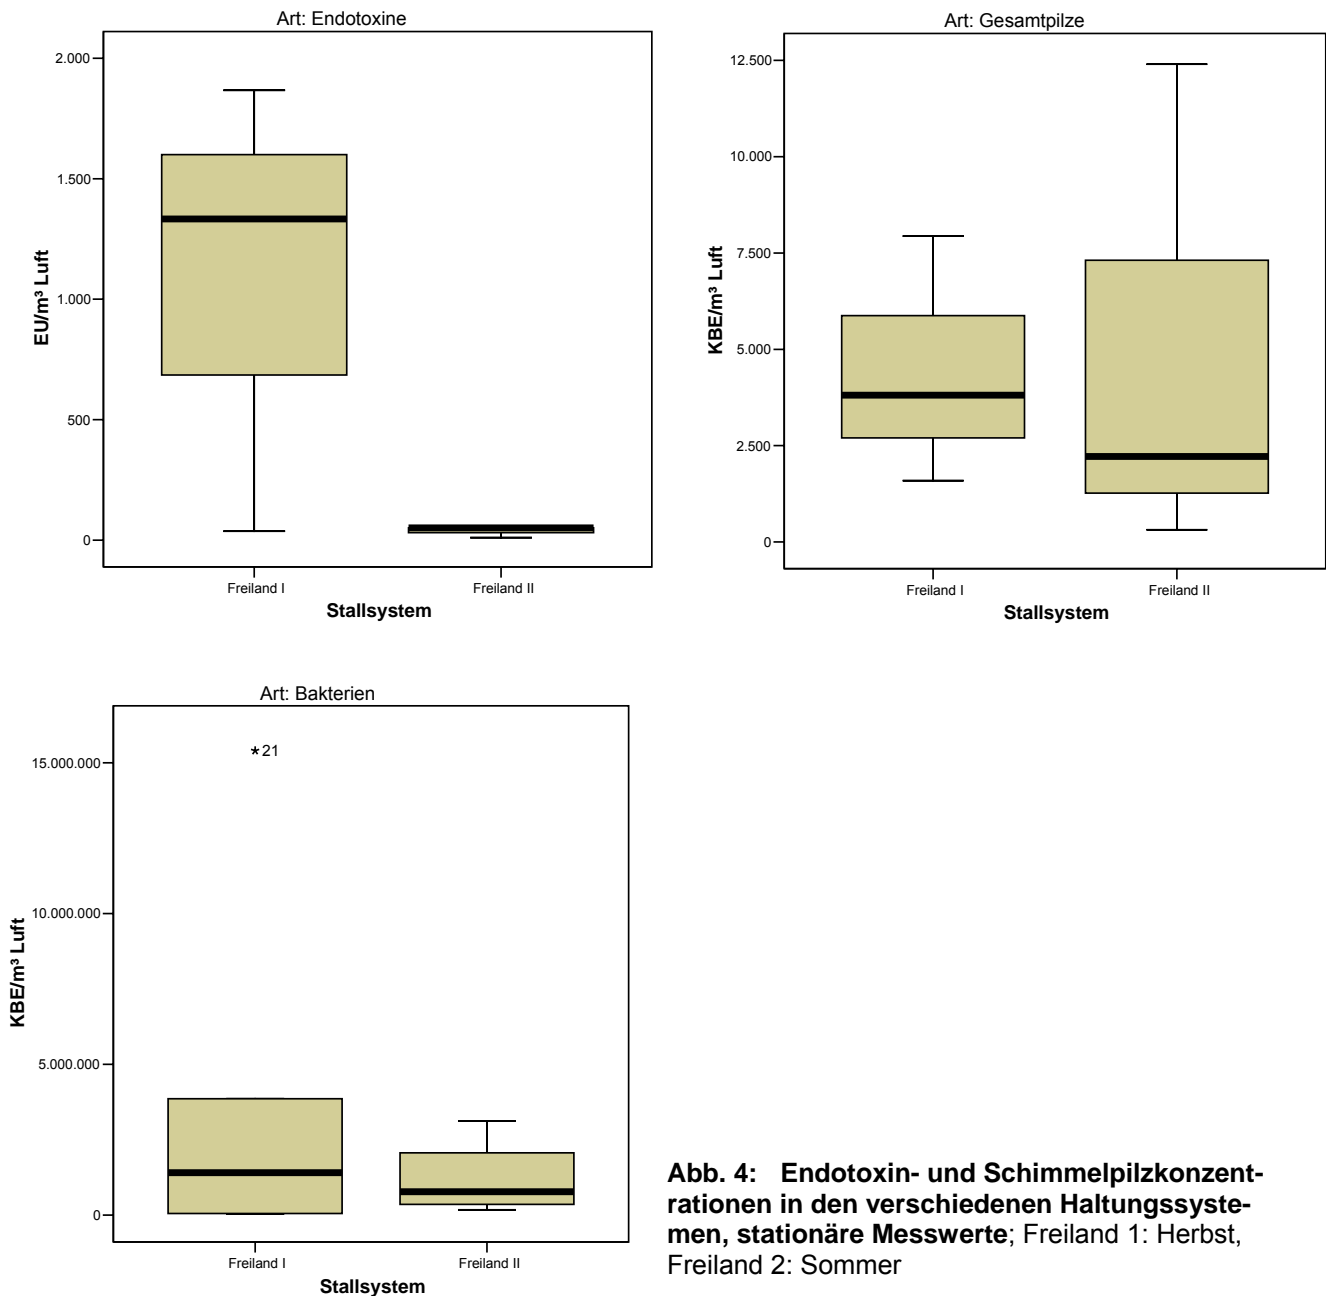 Art: Endotoxine
2.000
1.500
1.000
500
0
EU/m³ Luft
Freiland I
Freiland II
Stallsystem
Art: Gesamtpilze
12.500
10.000
7.500
5.000
2.500
0
KBE/m³ Luft
Freiland I
Freiland II
Stallsystem
Art: Bakterien
*21
15.000.000
10.000.000
5.000.000
0
KBE/m³ Luft
Freiland I
Freiland II
Stallsystem
Abb. 4: Endotoxin- und Schimmelpilzkonzent-
rationen in den verschiedenen Haltungssyste-
men, stationäre Messwerte; Freiland 1: Herbst,
Freiland 2: Sommer